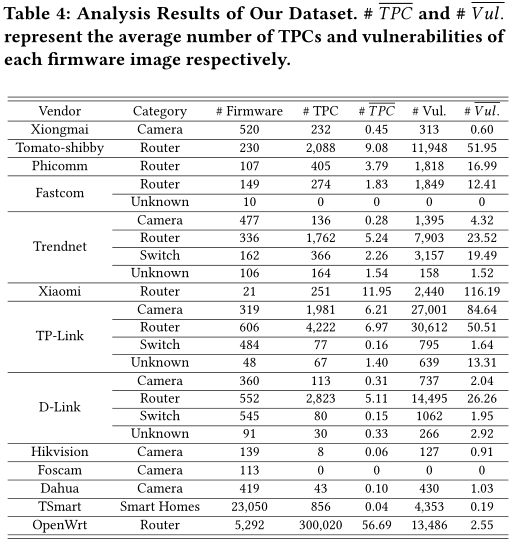 Table 4: Analysis Results of Our Dataset. # TPC and # Vul.
represent the average number of TPCs and vulnerabilities of
each firmware image respectively.
Vendor Category # Firmware # TPC # TPC # Vul. # Vul.
Xiongmai Camera 520 232 0.45 313 0.60
Tomato-shibby Router 230 2,088 9.08 11,948 51.95
Phicomm Router 107 405 3.79 1,818 16.99
Fastcom Router 149 274 1.83 1,849 12.41
Unknown 10 0 0 0 0
Trendnet Camera 477 136 0.28 1,395 4.32
Router 336 1,762 5.24 7,903 23.52
Switch 162 366 2.26 3,157 19.49
Unknown 106 164 1.54 158 1.52
Xiaomi Router 21 251 11.95 2,440 116.19
TP-Link Camera 319 1,981 6.21 27,001 84.64
Router 606 4,222 6.97 30,612 50.51
Switch 484 77 0.16 795 1.64
Unknown 48 67 1.40 639 13.31
D-Link Camera 360 113 0.31 737 2.04
Router 552 2,823 5.11 14,495 26.26
Switch 545 80 0.15 1062 1.95
Unknown 91 30 0.33 266 2.92
Hikvision Camera 139 8 0.06 127 0.91
Foscam Camera 113 0 0 0 0
Dahua Camera 419 43 0.10 430 1.03
TSmart Smart Homes 23,050 856 0.04 4,353 0.19
OpenWrt Router 5,292 300,020 56.69 13,486 2.55